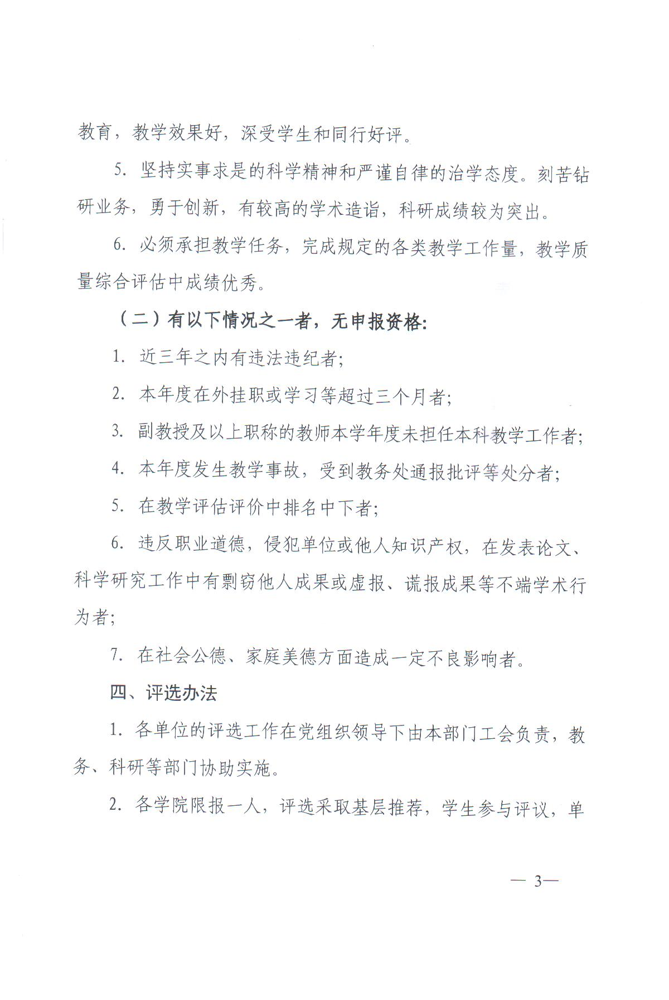 教育，教学效果好，深受学生和同行好评。
5. 坚持实事求是的科学精神和严谨自律的治学态度。刻苦钻
研业务，勇于创新，有较高的学术造诣，科研成绩较为突出。
6. 必须承担教学任务，完成规定的各类教学工作量，教学质
量综合评估中成绩优秀。
（二）有以下情况之一者，无申报资格：
1. 近三年之内有违法违纪者；
2. 本年度在外挂职或学习等超过三个月者；
3. 副教授及以上职称的教师本学年度未担任本科教学工作者；
4. 本年度发生教学事故，受到教务处通报批评等处分者；
5. 在教学评估评价中排名中下者；
6. 违反职业道德，侵犯单位或他人知识产权，在发表论文、
科学研究工作中有剽窃他人成果或虚报、谎报成果等不端学术行
为者；
7. 在社会公德、家庭美德方面造成一定不良影响者。
四、评选办法
1. 各单位的评选工作在党组织领导下由本部门工会负责，教
务、科研等部门协助实施。
2. 各学院限报一人，评选采取基层推荐，学生参与评议，单
— 3—